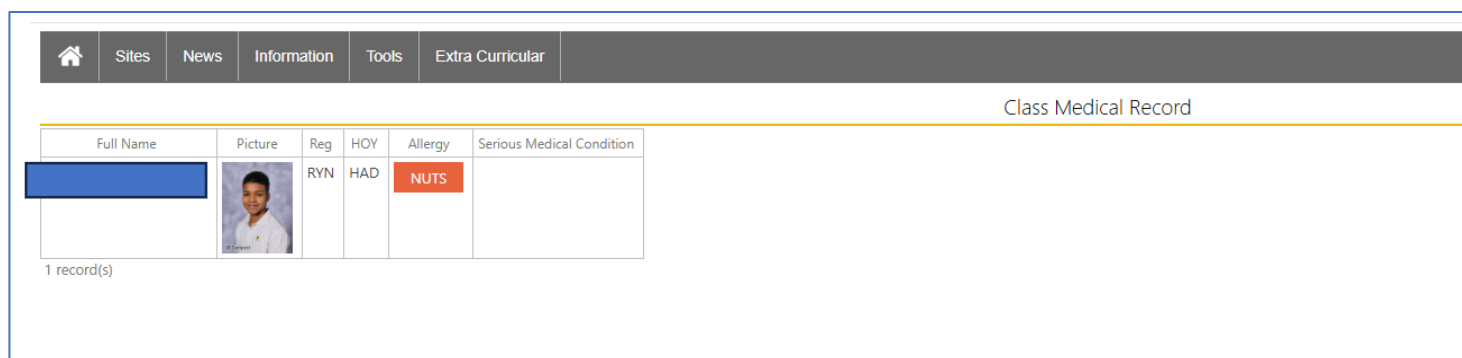 Sites News Information Tools Extra Curricular
Class Medical Record
Full Name Picture Reg HOY Allergy Serious Medical Condition
RYN HAD NUTS
1 record(s)